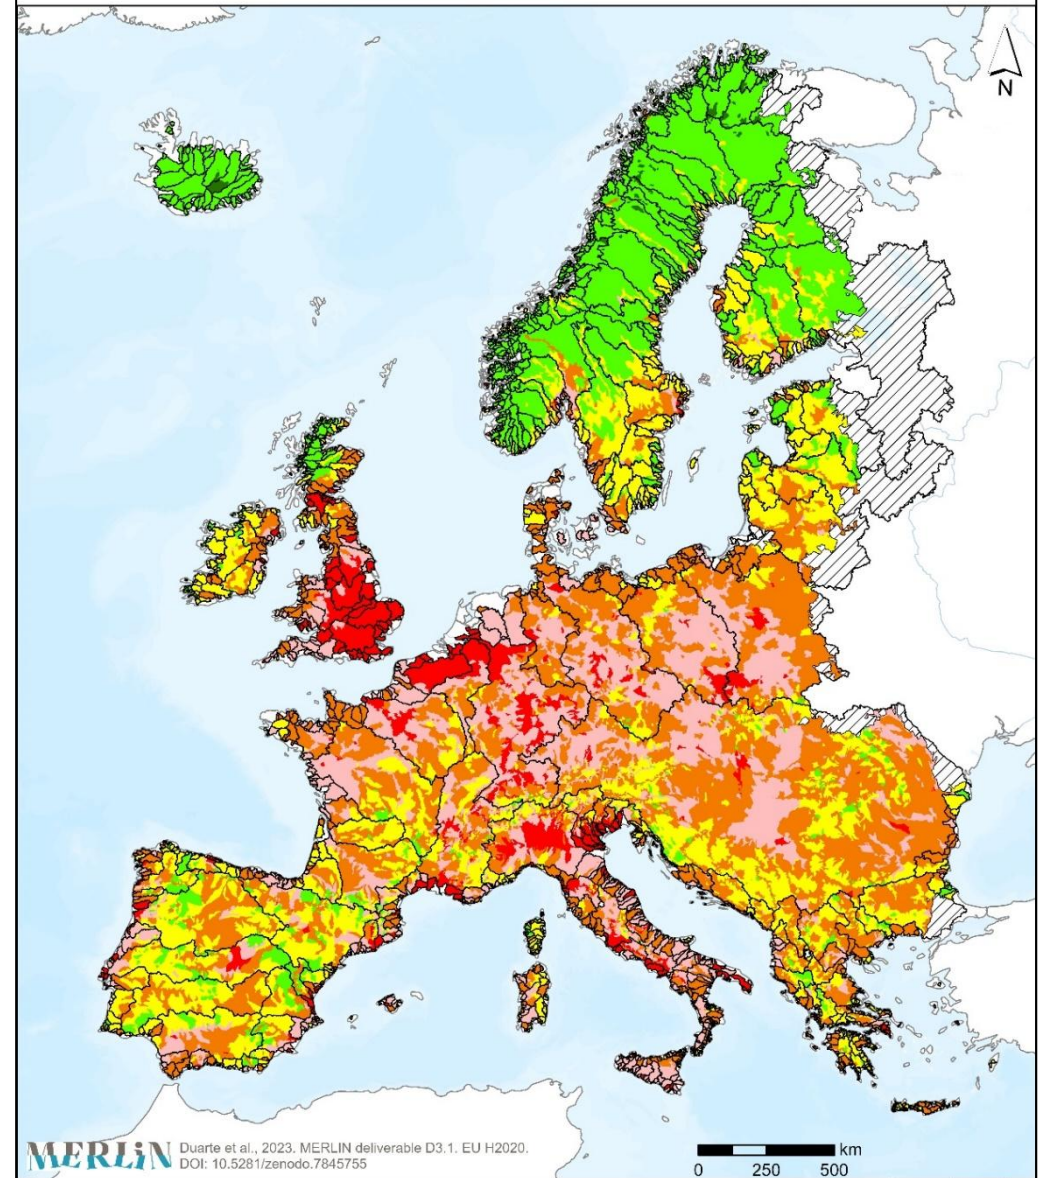 N
MERLiN
Duarte et al., 2023. MERLIN deliverable D3.1. EU H2020.
DOI: 10.5281/zenodo.7845755
km
0 250 500